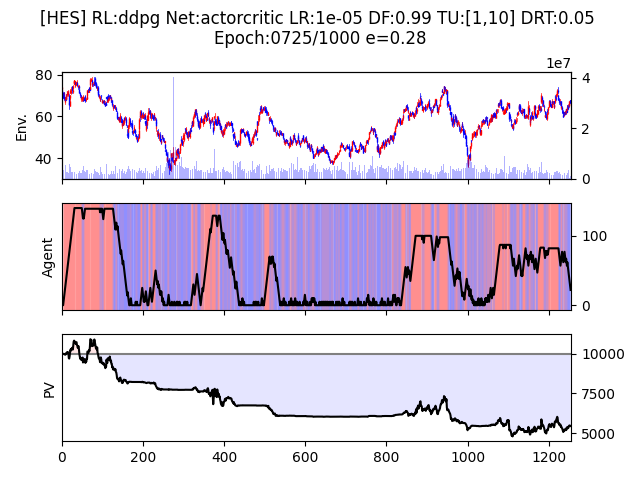 [HES] RL:ddpg Net:actorcritic LR:1e-05 DF:0.99 TU:[1,10] DRT:0.05
Epoch:0725/1000 e=0.28
1e7
80
60
40
Env.
4
2
0
Agent
100
0
PV
10000
7500
5000
0 200 400 600 800 1000 1200